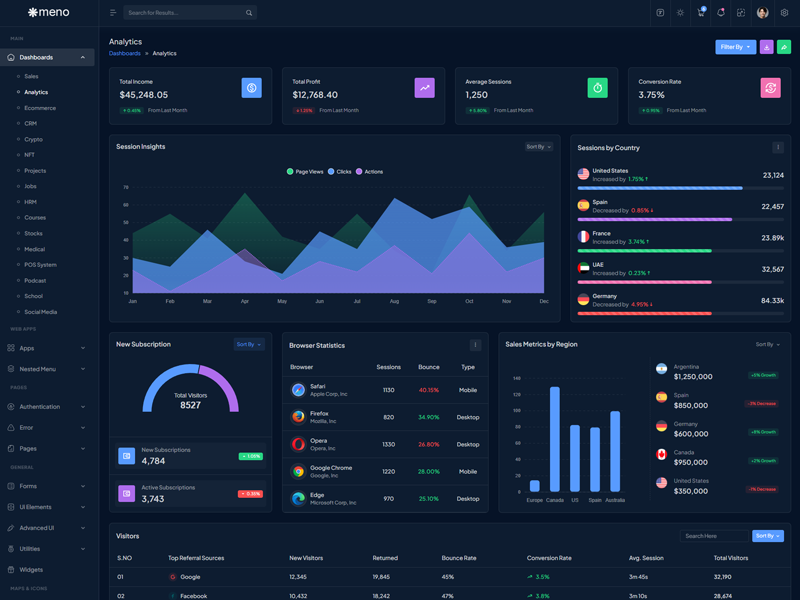 meno
Search for Results...
6
MAIN
Dashboards
Sales
Analytics
Ecommerce
CRM
Crypto
NFT
Projects
Jobs
HRM
Courses
Stocks
Medical
POS System
Podcast
School
Social Media
WEB APPS
Apps
Nested Menu
PAGES
Authentication
Error
Pages
GENERAL
Forms
UI Elements
Advanced UI
Utilities
Widgets
MAPS & ICONS
Analytics
Dashboards Analytics
Filter By
Total Income
$45,248.05
+ 0.45% From Last Month
Total Profit
$12,768.40
From Last Month
Average Sessions
1,250
From Last Month
Conversion Rate
3.75%
From Last Month
Session Insights
Sort By
Page Views Clicks Actions
70
60
50
40
30
20
10
Jan Feb Mar Apr May Jun Jul Aug Sep Oct Nov Dec
Sessions by Country
United States
Increased by 1.75% ↑
23,124
Spain
Decreased by 0.85% ↓
22,457
France
Increased by 3.74% ↑
23.89k
UAE
Increased by 0.23% ↑
32,567
Germany
Decreased by 4.95% ↓
84.33k
New Subscription
Sort By
Total Visitors
8527
New Subscriptions
4,784
Active Subscriptions
3,743
Browser Statistics
Browser Sessions Bounce Type
Safari
Apple Corp, Inc
1130 40.15% Mobile
Firefox
Mozilla, Inc
820 34.90% Desktop
Opera
Opera, Inc
1330 26.80% Desktop
Google Chrome
Google, Inc
1220 28.00% Mobile
Edge
Microsoft Corp, Inc
970 25.10% Desktop
Sales Metrics by Region
Sort By
140
120
100
80
60
40
20
0
Europe Canada US Spain Australia
Argentina
$1,250,000
+5% Growth
Spain
$850,000
-3% Decrease
Germany
$600,000
+8% Growth
Canada
$950,000
+2% Growth
United States
$350,000
-1% Decrease
Visitors
Search Here
Sort By
S.NO Top Referral Sources New Visitors Returned Bounce Rate Conversion Rate Avg. Session Total Visitors
01 Google 12,345 19,845 45% 3.5% 3m 45s 32,190
02 Facebook 10,432 18,242 47% 3.8% 3m 10s 28,674